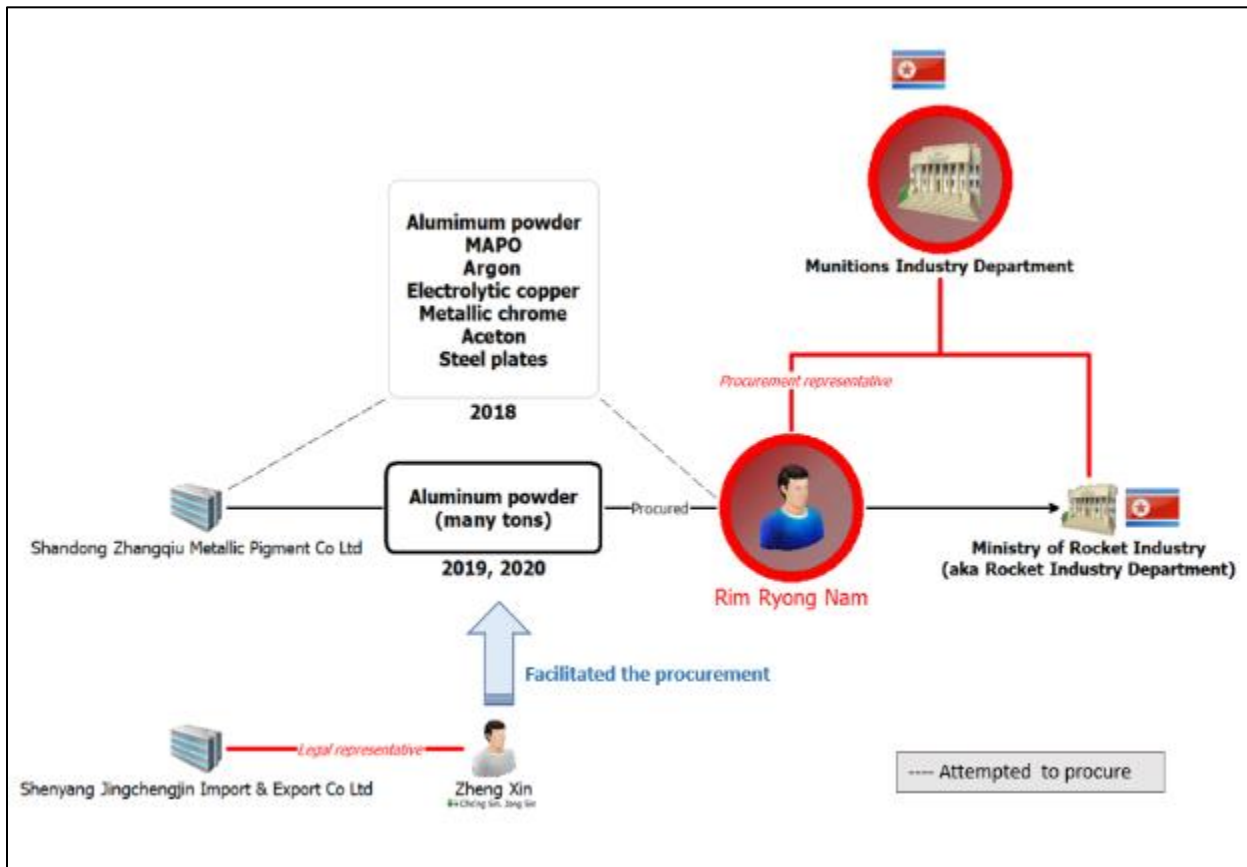 Alumimum powder
MAPO
Argon
Electrolytic copper
Metallic chrome
Aceton
Steel plates
2018
Munitions Industry Department
Procurement representative
Aluminum powder
(many tons)
2019, 2020
Procured
Shandong Zhangqiu Metallic Pigment Co Ltd
Rim Ryong Nam
Ministry of Rocket Industry
(aka Rocket Industry Department)
Facilitated the procurement
Legal representative
Shenyang Jingchengjin Import & Export Co Ltd
Zheng Xin
Jong Sin
---- Attempted to procure